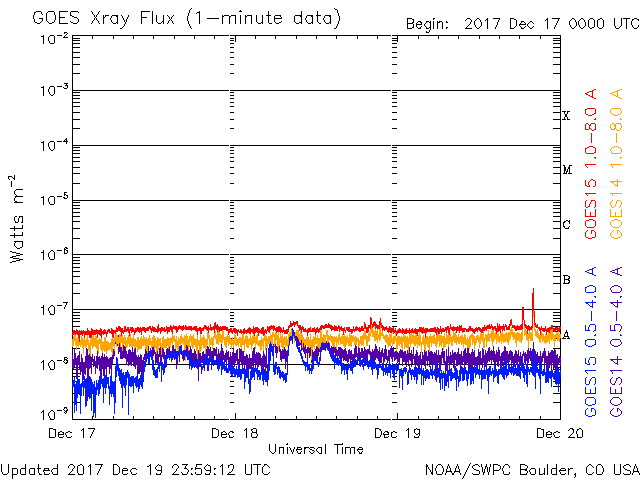 GOES Xray Flux (1-minute data)
Begin: 2017 Dec 17 0000 UTC
10⁻²
10⁻³
10⁻⁴
10⁻⁵
10⁻⁶
10⁻⁷
10⁻⁸
10⁻⁹
Watts m⁻²
X
M
C
B
A
GOES15 1.0-8.0 A
GOES14 1.0-8.0 A
GOES15 0.5-4.0 A
GOES14 0.5-4.0 A
Dec 17 Dec 18 Dec 19 Dec 20
Universal Time
Updated 2017 Dec 19 23:59:12 UTC
NOAA/SWPC Boulder, CO USA